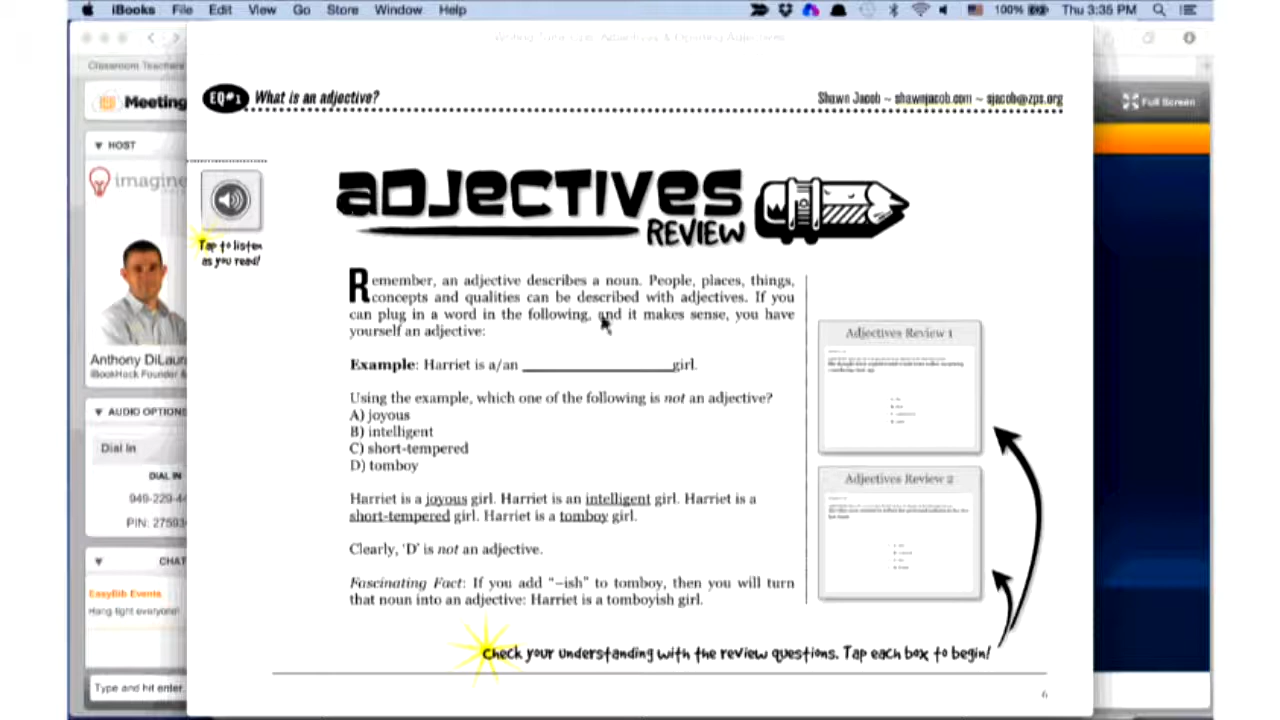 iBooks File Edit View Go Store Window Help 100% Thu 3:35 PM
Classroom Teachers
EQ#1 What is an adjective?
Shawn Jacob ~ shawnjacob.com ~ sjacob@zps.org
Meeting
Full Screen
HOST
imagine
ADJECTIVES
REVIEW
Tap to listen
as you read!
Remember, an adjective describes a noun. People, places, things,
concepts and qualities can be described with adjectives. If you
can plug in a word in the following, and it makes sense, you have
yourself an adjective:
Example: Harriet is a/an ____________________girl.
Using the example, which one of the following is not an adjective?
A) joyous
B) intelligent
C) short-tempered
D) tomboy
Harriet is a joyous girl. Harriet is an intelligent girl. Harriet is a
short-tempered girl. Harriet is a tomboy girl.
Clearly, ‘D’ is not an adjective.
Fascinating Fact: If you add “–ish” to tomboy, then you will turn
that noun into an adjective: Harriet is a tomboyish girl.
Adjectives Review 1
Adjectives Review 2
Check your understanding with the review questions. Tap each box to begin!
6
Anthony DiLaur
iBookHack Founder &
AUDIO OPTIONS
Dial In
DIAL IN
949-229-44
PIN: 27593
CHAT
EasyBib Events
Hang tight everyone!
Type and hit enter.